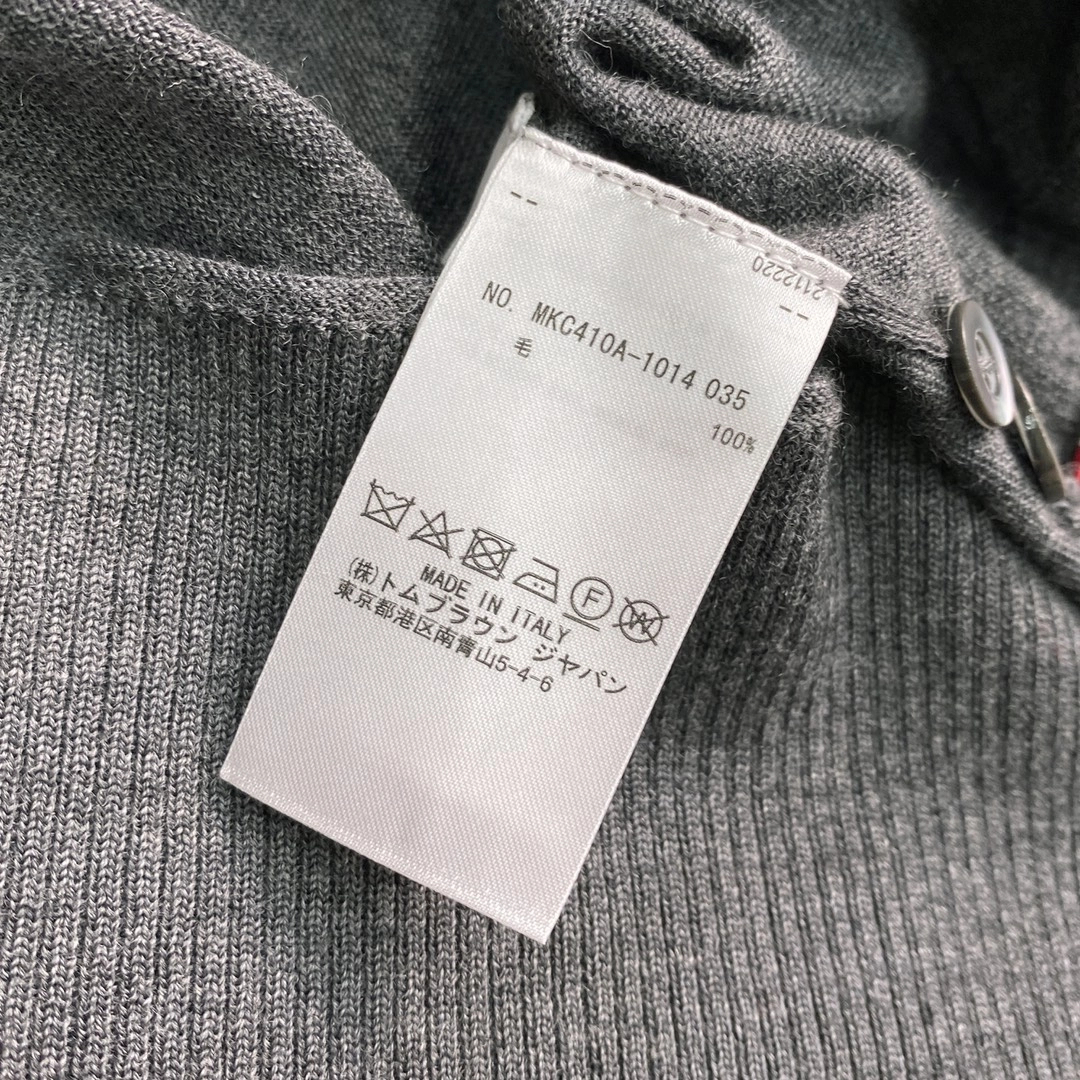 -- --
2112220
NO. MKC410A-1014 035
毛 100%
F W
MADE IN ITALY
(株)トムブラウン ジャパン
東京都港区南青山5-4-6